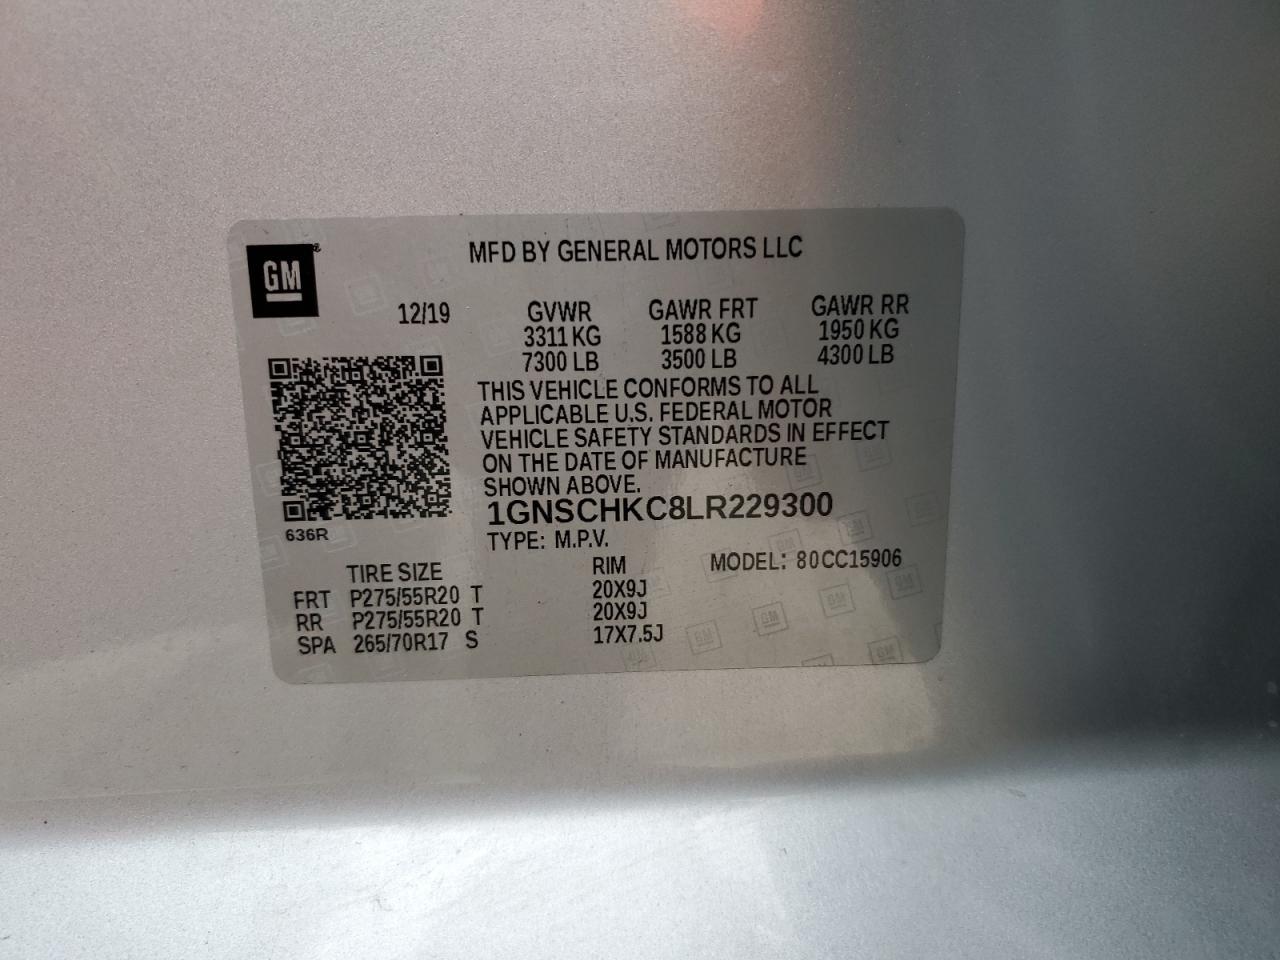 GM
MFD BY GENERAL MOTORS LLC
12/19 GVWR GAWR FRT GAWR RR
3311 KG 1588 KG 1950 KG
7300 LB 3500 LB 4300 LB
THIS VEHICLE CONFORMS TO ALL
APPLICABLE U.S. FEDERAL MOTOR
VEHICLE SAFETY STANDARDS IN EFFECT
ON THE DATE OF MANUFACTURE
SHOWN ABOVE.
1GNSCHKC8LR229300
636R
TYPE: M.P.V.
TIRE SIZE RIM MODEL: 80CC15906
FRT P275/55R20 T 20X9J
RR P275/55R20 T 20X9J
SPA 265/70R17 S 17X7.5J